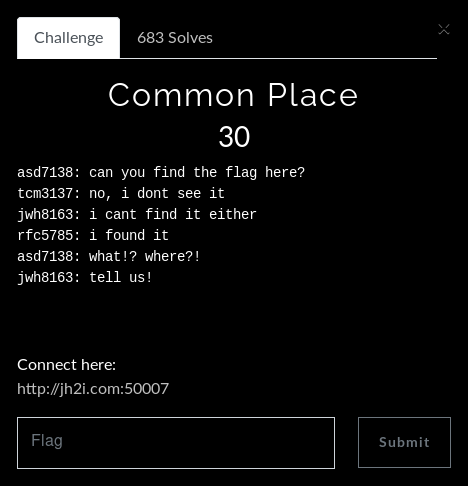 Challenge
683 Solves
×
Common Place
30
asd7138: can you find the flag here?
tcm3137: no, i dont see it
jwh8163: i cant find it either
rfc5785: i found it
asd7138: what!? where?!
jwh8163: tell us!
Connect here:
http://jh2i.com:50007
Flag
Submit